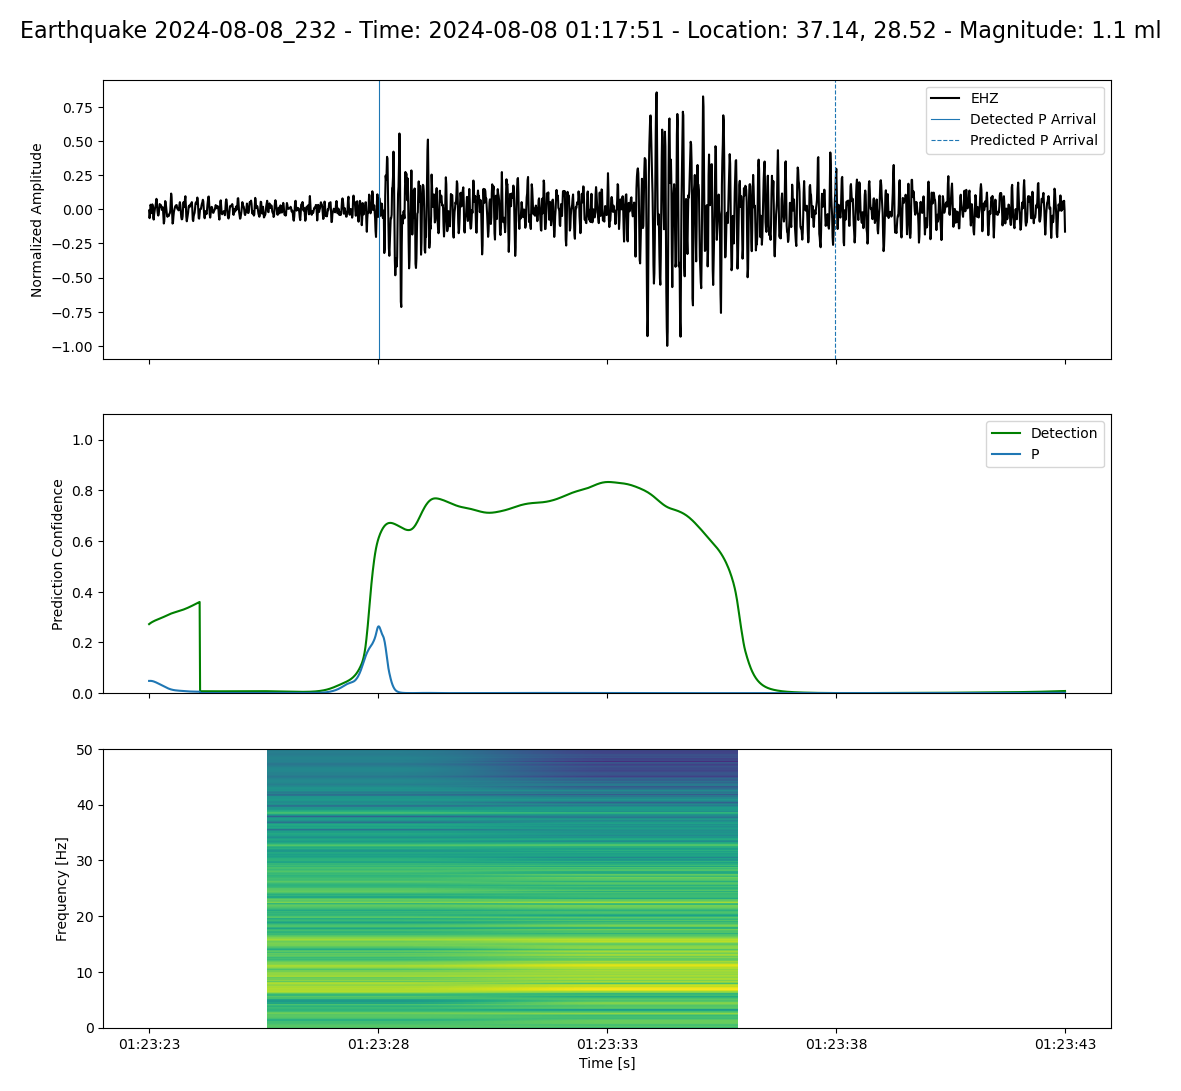 Earthquake 2024-08-08_232 - Time: 2024-08-08 01:17:51 - Location: 37.14, 28.52 - Magnitude: 1.1 ml
EHZ
Detected P Arrival
Predicted P Arrival
0.75
0.50
0.25
0.00
−0.25
−0.50
−0.75
−1.00
Normalized Amplitude
Detection
P
1.0
0.8
0.6
0.4
0.2
0.0
Prediction Confidence
50
40
30
20
10
0
Frequency [Hz]
01:23:23 01:23:28 01:23:33 01:23:38 01:23:43
Time [s]